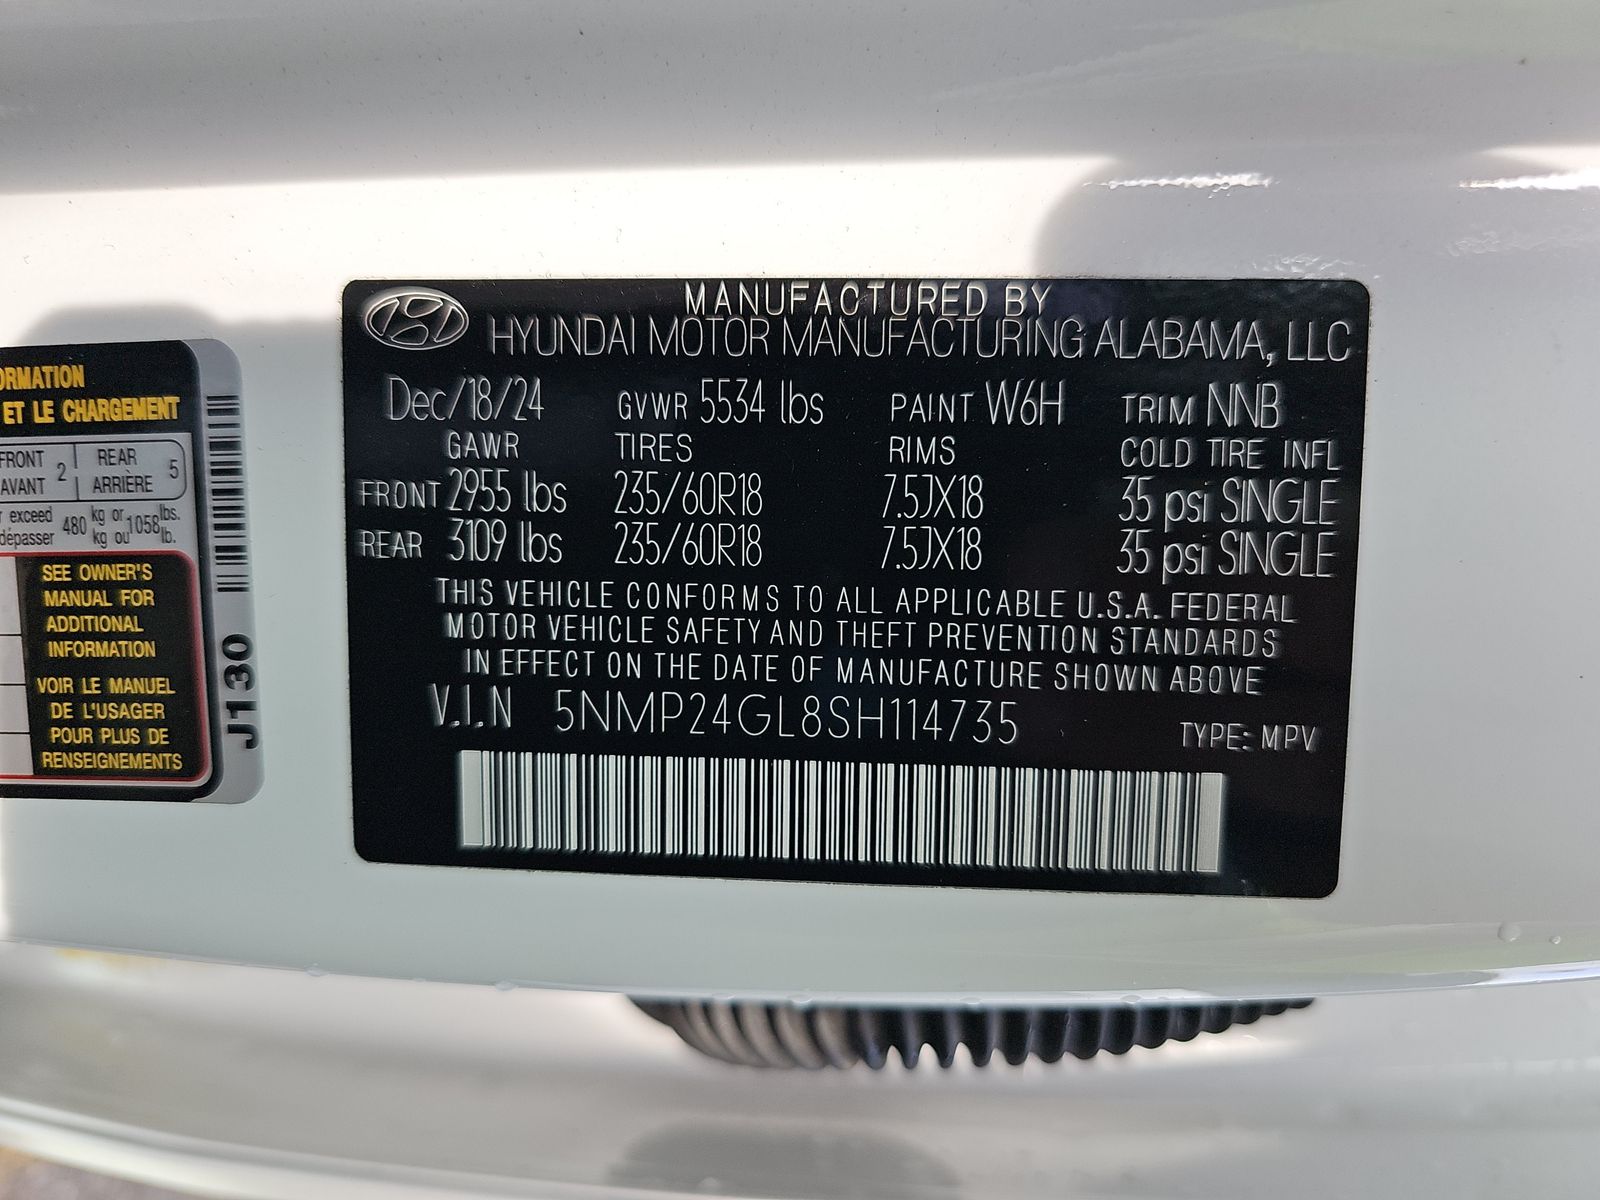 ORMATION
ET LE CHARGEMENT
FRONT 2 REAR 5
AVANT ARRIÈRE
exceed 480 kg or 1058 lbs.
dépasser kg ou lb.
SEE OWNER'S
MANUAL FOR
ADDITIONAL
INFORMATION
VOIR LE MANUEL
DE L'USAGER
POUR PLUS DE
RENSEIGNEMENTS
J130
MANUFACTURED BY
HYUNDAI MOTOR MANUFACTURING ALABAMA, LLC
Dec/18/24 GVWR 5534 lbs PAINT W6H TRIM NNB
GAWR TIRES RIMS COLD TIRE INFL
FRONT 2955 lbs 235/60R18 7.5JX18 35 psi SINGLE
REAR 3109 lbs 235/60R18 7.5JX18 35 psi SINGLE
THIS VEHICLE CONFORMS TO ALL APPLICABLE U.S.A. FEDERAL
MOTOR VEHICLE SAFETY AND THEFT PREVENTION STANDARDS
IN EFFECT ON THE DATE OF MANUFACTURE SHOWN ABOVE
V.I.N 5NMP24GL8SH114735
TYPE: MPV